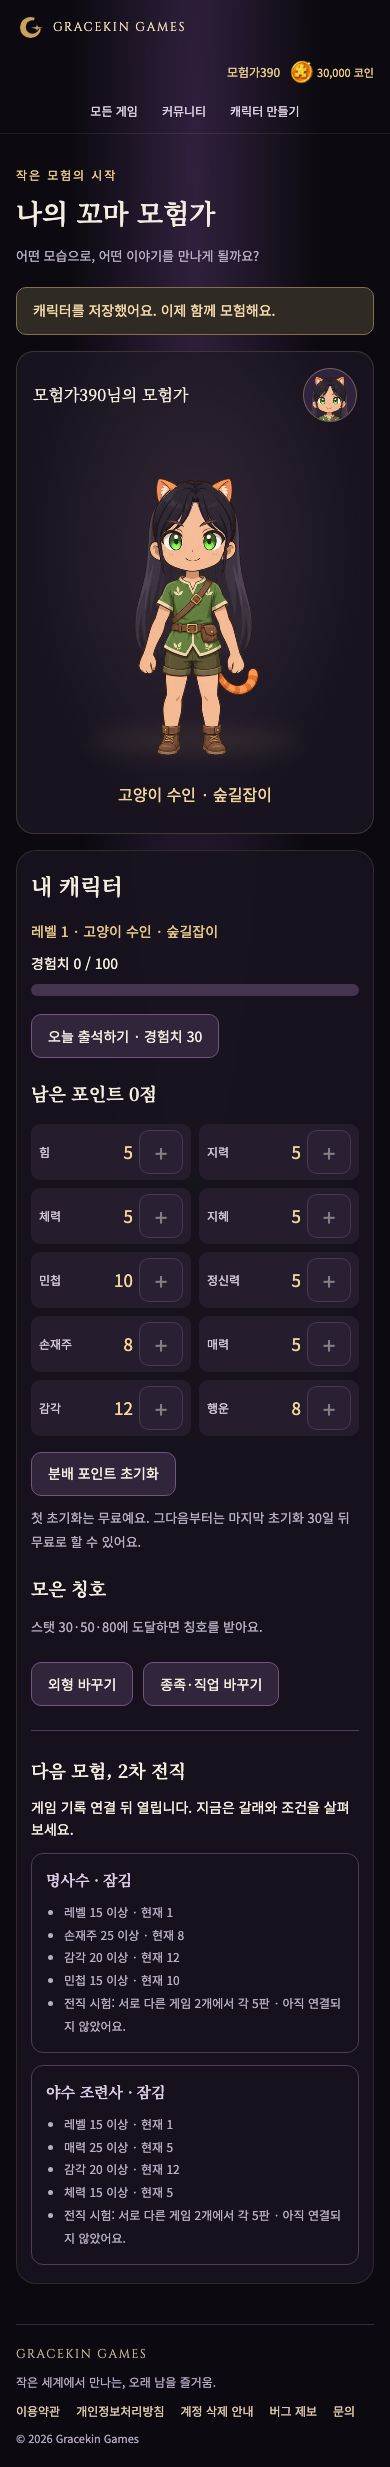 GRACEKIN GAMES
모험가390 30,000 코인
모든 게임 커뮤니티 캐릭터 만들기
작은 모험의 시작
나의 꼬마 모험가
어떤 모습으로, 어떤 이야기를 만나게 될까요?
캐릭터를 저장했어요. 이제 함께 모험해요.
모험가390님의 모험가
고양이 수인 · 숲길잡이
내 캐릭터
레벨 1 · 고양이 수인 · 숲길잡이
경험치 0 / 100
오늘 출석하기 · 경험치 30
남은 포인트 0점
힘 5 + 지력 5 +
체력 5 + 지혜 5 +
민첩 10 + 정신력 5 +
손재주 8 + 매력 5 +
감각 12 + 행운 8 +
분배 포인트 초기화
첫 초기화는 무료예요. 그다음부터는 마지막 초기화 30일 뒤
무료로 할 수 있어요.
모은 칭호
스탯 30·50·80에 도달하면 칭호를 받아요.
외형 바꾸기 종족·직업 바꾸기
다음 모험, 2차 전직
게임 기록 연결 뒤 열립니다. 지금은 갈래와 조건을 살펴
보세요.
명사수 · 잠김
• 레벨 15 이상 · 현재 1
• 손재주 25 이상 · 현재 8
• 감각 20 이상 · 현재 12
• 민첩 15 이상 · 현재 10
• 전직 시험: 서로 다른 게임 2개에서 각 5판 · 아직 연결되
지 않았어요.
야수 조련사 · 잠김
• 레벨 15 이상 · 현재 1
• 매력 25 이상 · 현재 5
• 감각 20 이상 · 현재 12
• 체력 15 이상 · 현재 5
• 전직 시험: 서로 다른 게임 2개에서 각 5판 · 아직 연결되
지 않았어요.
GRACEKIN GAMES
작은 세계에서 만나는, 오래 남을 즐거움.
이용약관 개인정보처리방침 계정 삭제 안내 버그 제보 문의
© 2026 Gracekin Games